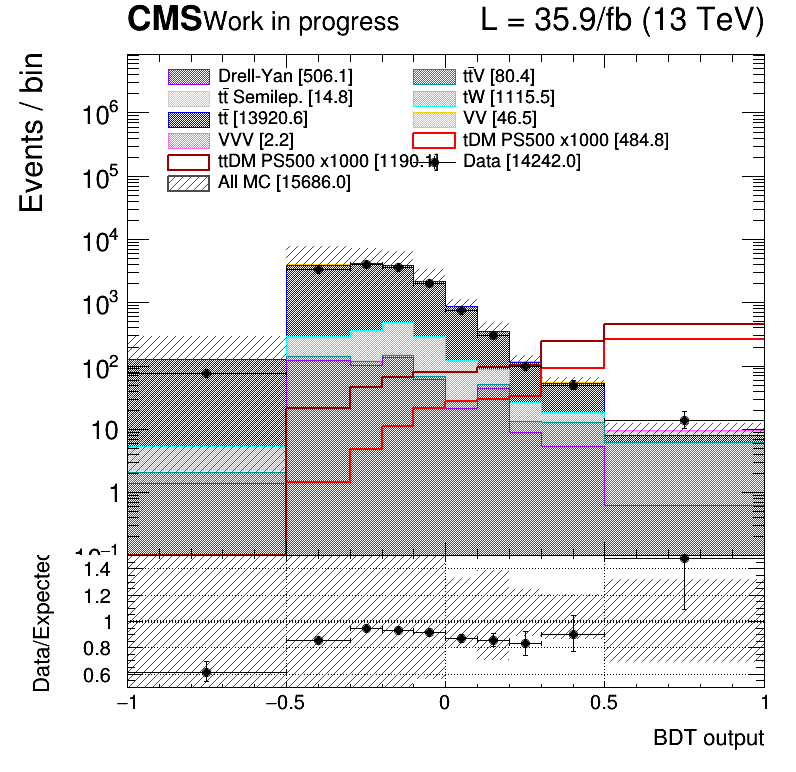 CMS Work in progress L = 35.9/fb (13 TeV)
Events / bin
Drell-Yan [506.1] tt̄V [80.4]
tt̄ Semilep. [14.8] tW [1115.5]
tt̄ [13920.6] VV [46.5]
VVV [2.2] tDM PS500 x1000 [484.8]
ttDM PS500 x1000 [1190.1] Data [14242.0]
All MC [15686.0]
10⁶
10⁵
10⁴
10³
10²
10
1
10⁻¹
Data/Expected
1.4
1.2
1
0.8
0.6
−1 −0.5 0 0.5 1
BDT output